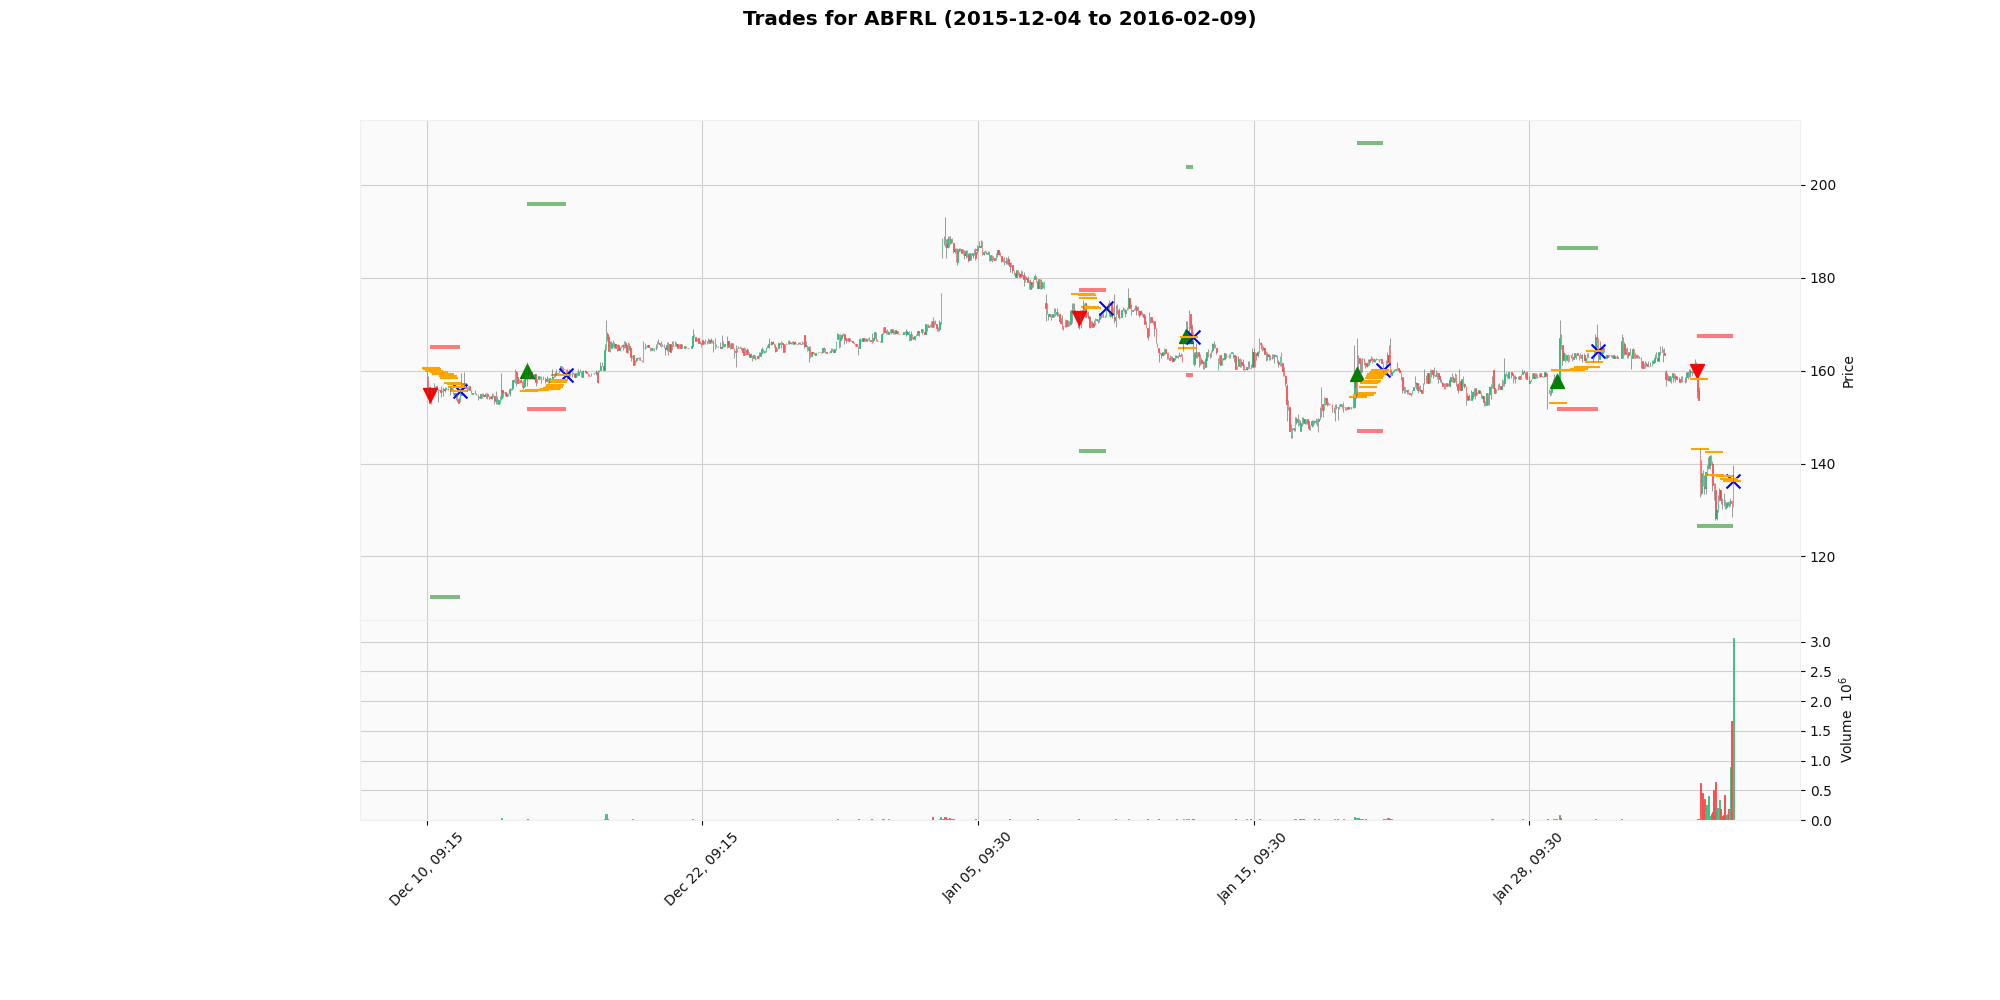 Trades for ABFRL (2015-12-04 to 2016-02-09)
200
180
160
140
120
Price
3.0
2.5
2.0
1.5
1.0
0.5
0.0
Volume 10^6
Dec 10, 09:15
Dec 22, 09:15
Jan 05, 09:30
Jan 15, 09:30
Jan 28, 09:30